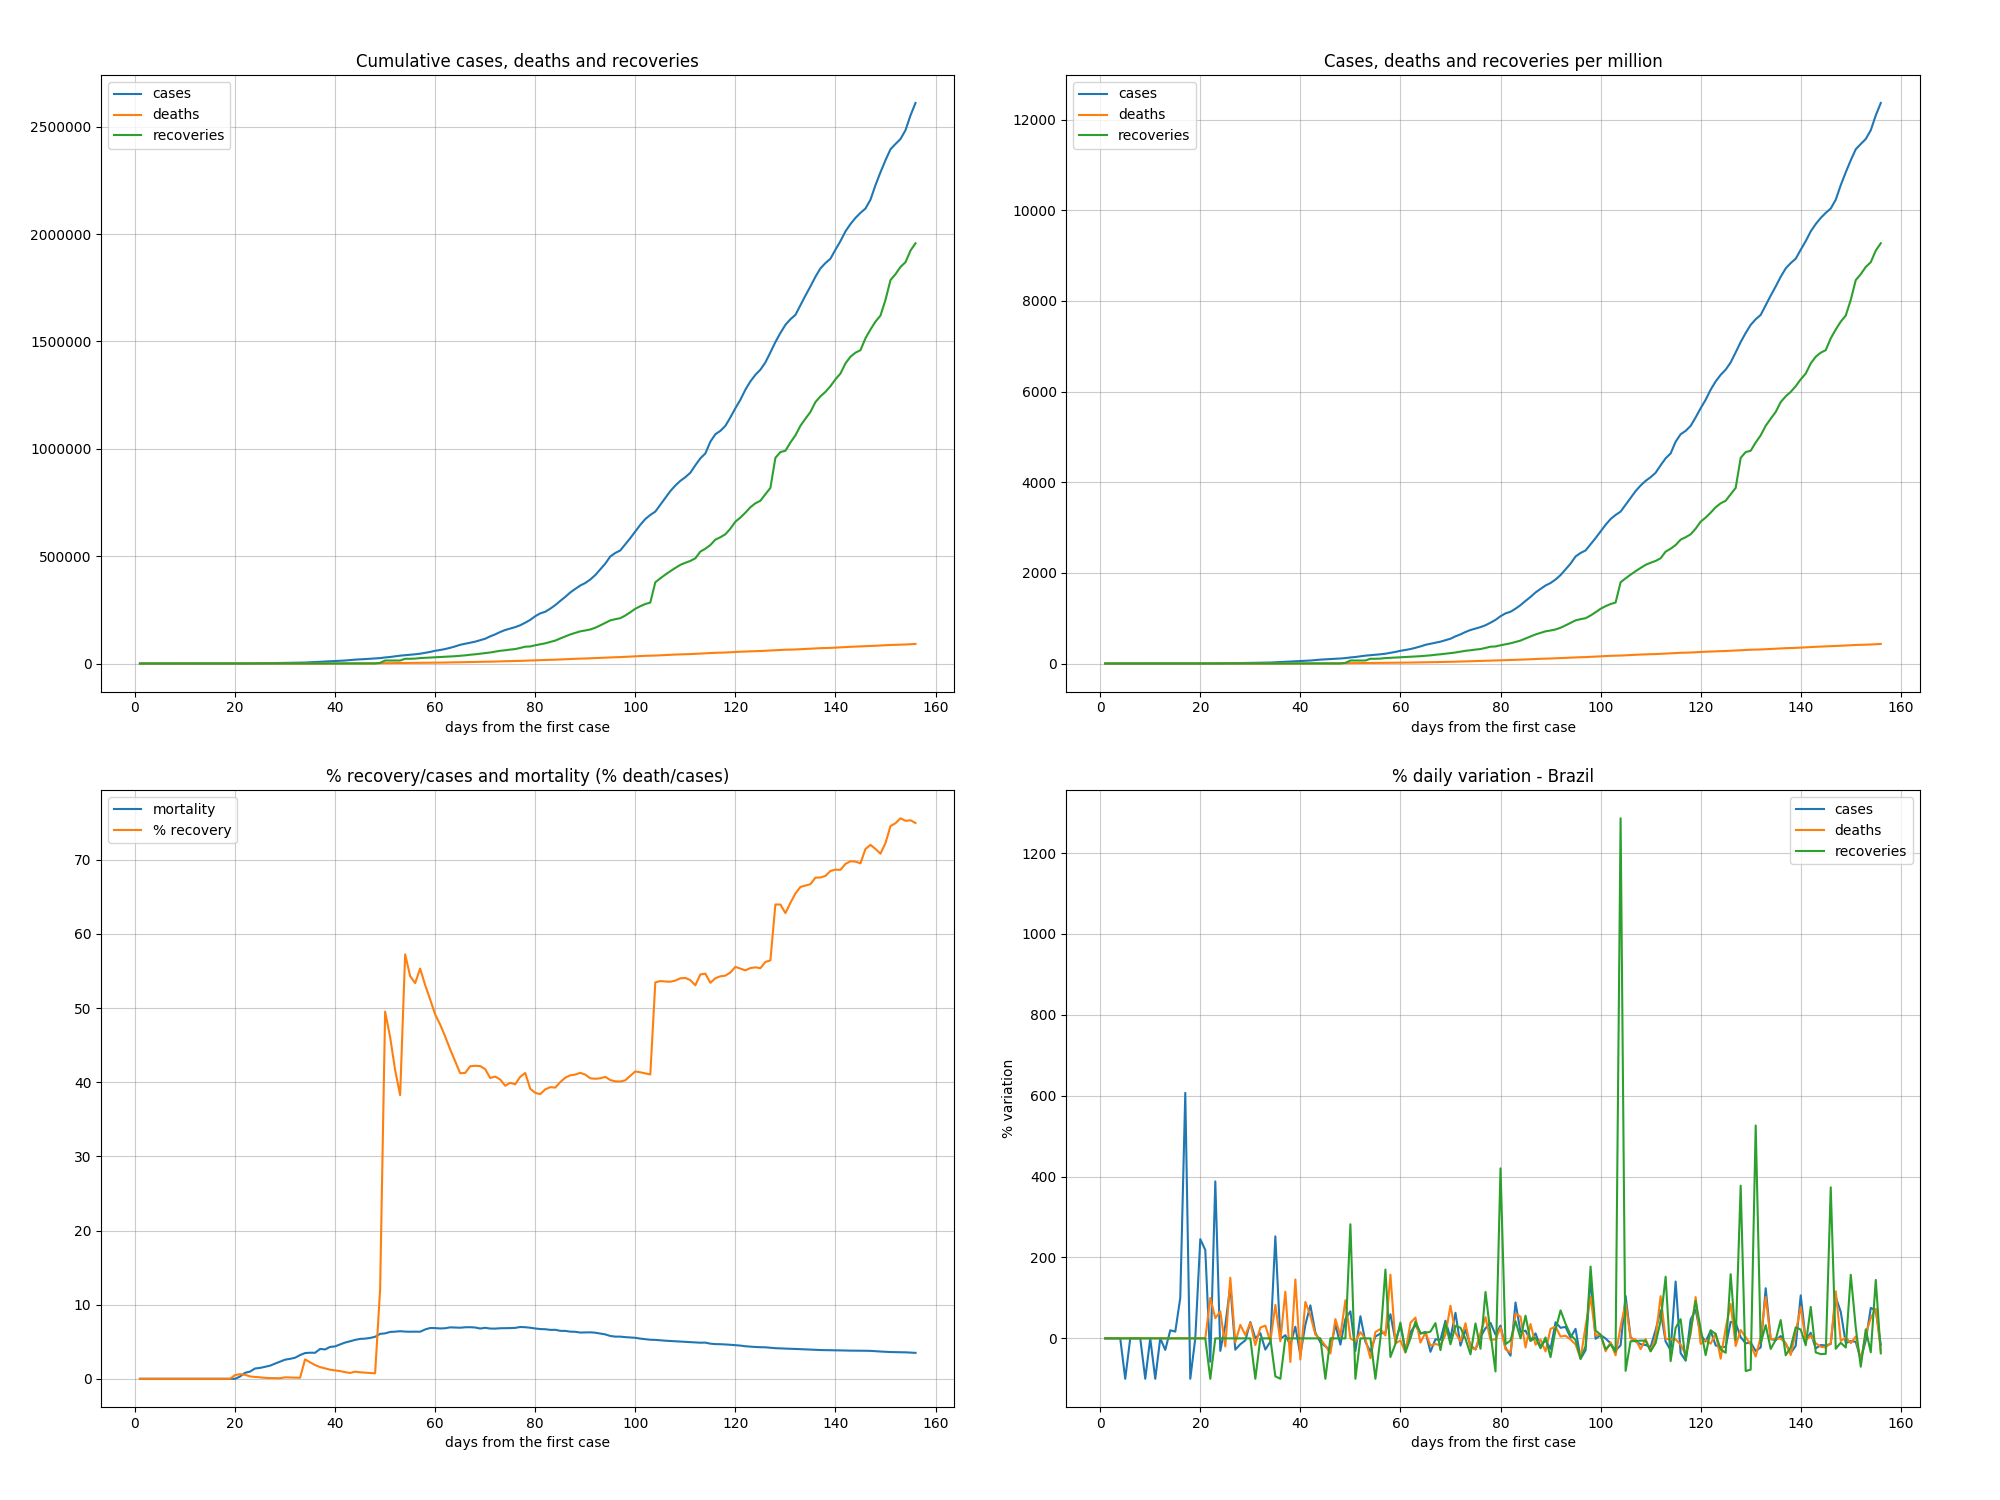 Cumulative cases, deaths and recoveries
cases
deaths
recoveries
2500000
2000000
1500000
1000000
500000
0
0 20 40 60 80 100 120 140 160
days from the first case
Cases, deaths and recoveries per million
cases
deaths
recoveries
12000
10000
8000
6000
4000
2000
0
0 20 40 60 80 100 120 140 160
days from the first case
% recovery/cases and mortality (% death/cases)
mortality
% recovery
70
60
50
40
30
20
10
0
0 20 40 60 80 100 120 140 160
days from the first case
% daily variation - Brazil
cases
deaths
recoveries
% variation
1200
1000
800
600
400
200
0
0 20 40 60 80 100 120 140 160
days from the first case